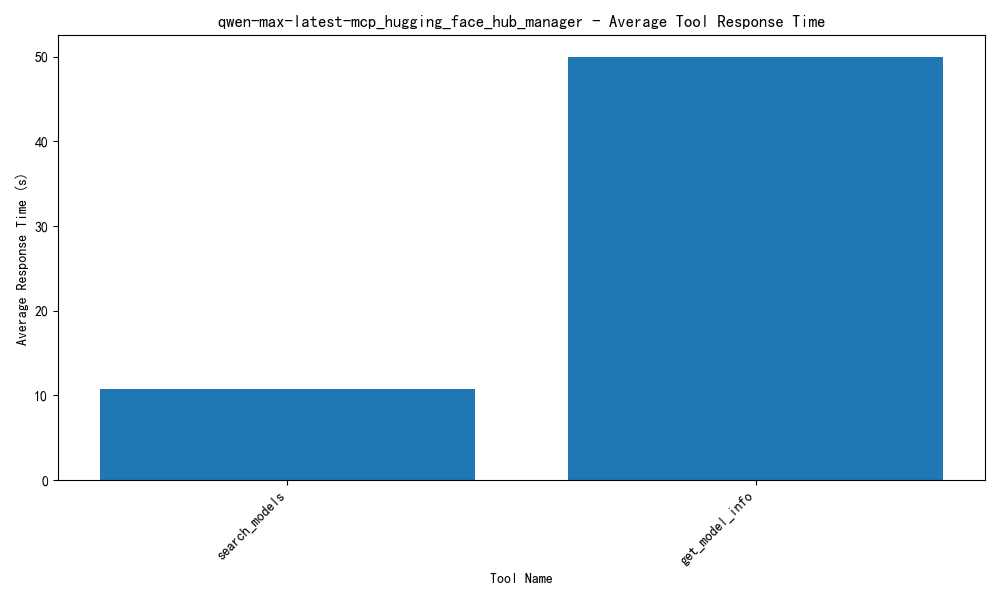 qwen-max-latest-mcp_hugging_face_hub_manager - Average Tool Response Time
Average Response Time (s)
50
40
30
20
10
0
search_models
get_model_info
Tool Name